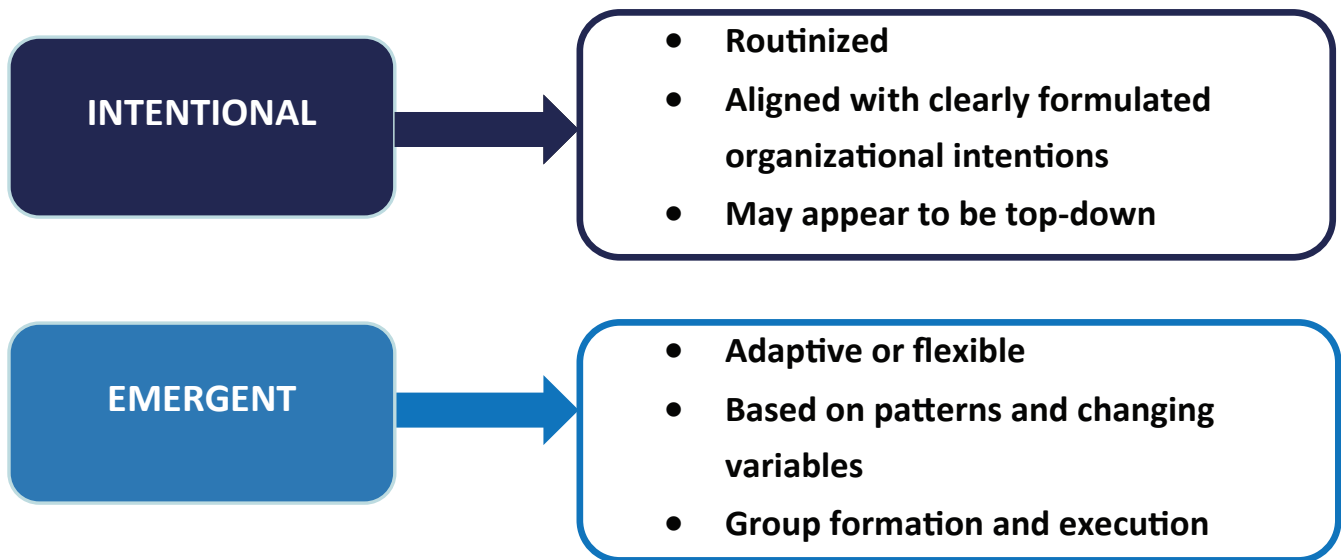 INTENTIONAL
• Routinized
• Aligned with clearly formulated
organizational intentions
• May appear to be top-down
EMERGENT
• Adaptive or flexible
• Based on patterns and changing
variables
• Group formation and execution